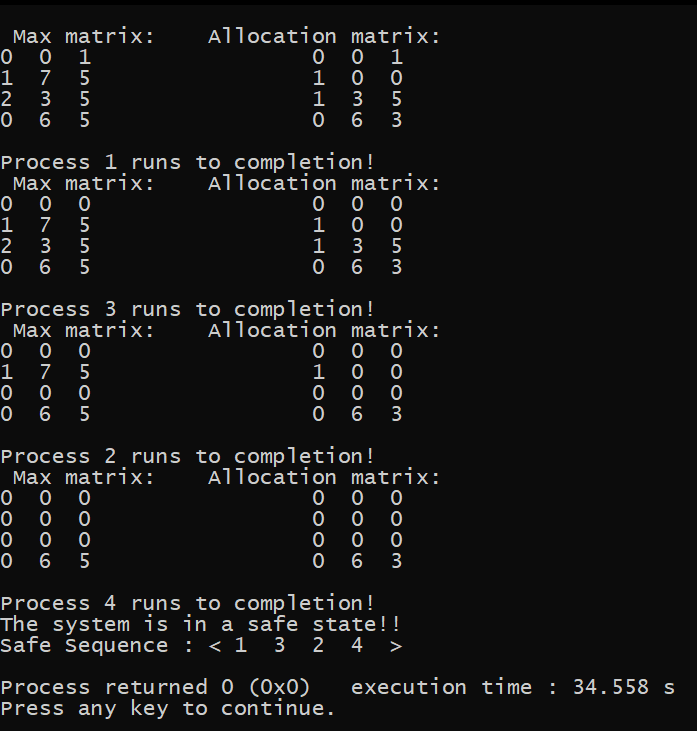 Max matrix:    Allocation matrix:
0  0  1                 0  0  1
1  7  5                 1  0  0
2  3  5                 1  3  5
0  6  5                 0  6  3

Process 1 runs to completion!
 Max matrix:    Allocation matrix:
0  0  0                 0  0  0
1  7  5                 1  0  0
2  3  5                 1  3  5
0  6  5                 0  6  3

Process 3 runs to completion!
 Max matrix:    Allocation matrix:
0  0  0                 0  0  0
1  7  5                 1  0  0
0  0  0                 0  0  0
0  6  5                 0  6  3

Process 2 runs to completion!
 Max matrix:    Allocation matrix:
0  0  0                 0  0  0
0  0  0                 0  0  0
0  0  0                 0  0  0
0  6  5                 0  6  3

Process 4 runs to completion!
The system is in a safe state!!
Safe Sequence : < 1  3  2  4  >

Process returned 0 (0x0)   execution time : 34.558 s
Press any key to continue.